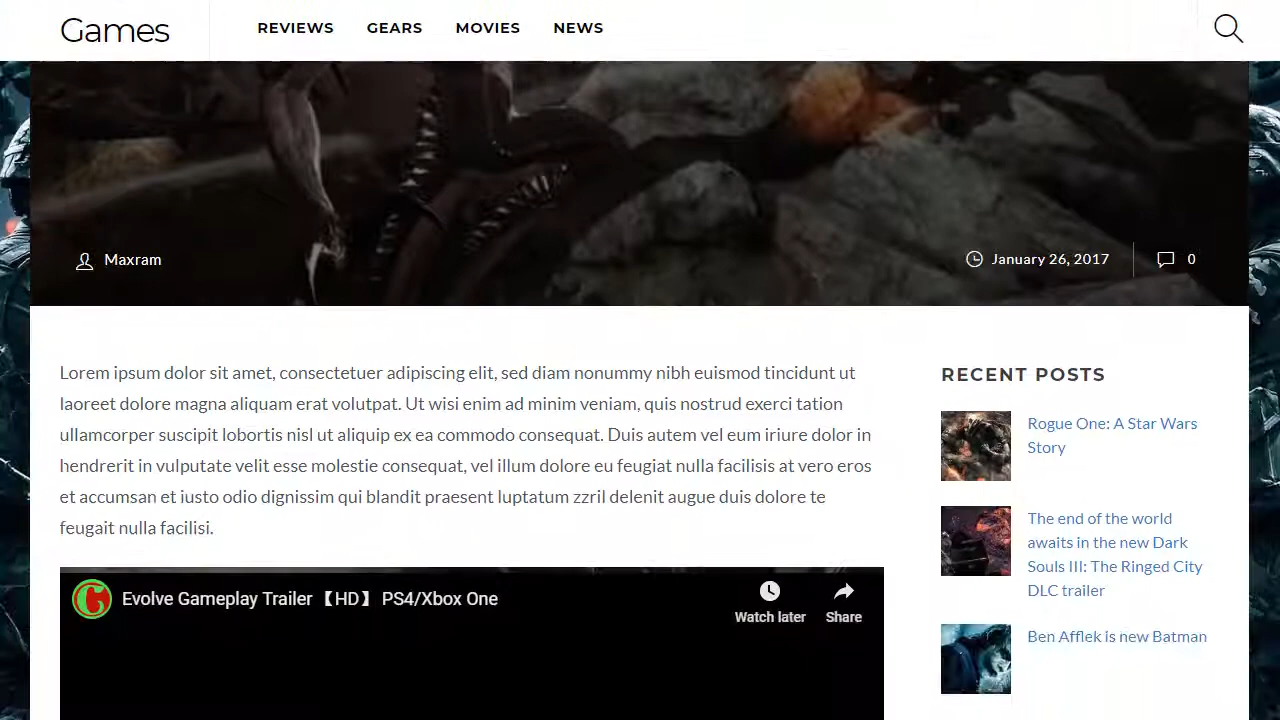 Games
REVIEWS GEARS MOVIES NEWS
Maxram
January 26, 2017 0
Lorem ipsum dolor sit amet, consectetuer adipiscing elit, sed diam nonummy nibh euismod tincidunt ut
laoreet dolore magna aliquam erat volutpat. Ut wisi enim ad minim veniam, quis nostrud exerci tation
ullamcorper suscipit lobortis nisl ut aliquip ex ea commodo consequat. Duis autem vel eum iriure dolor in
hendrerit in vulputate velit esse molestie consequat, vel illum dolore eu feugiat nulla facilisis at vero eros
et accumsan et iusto odio dignissim qui blandit praesent luptatum zzril delenit augue duis dolore te
feugait nulla facilisi.
C
Evolve Gameplay Trailer 【HD】 PS4/Xbox One
Watch later Share
RECENT POSTS
Rogue One: A Star Wars
Story
The end of the world
awaits in the new Dark
Souls III: The Ringed City
DLC trailer
Ben Afflek is new Batman